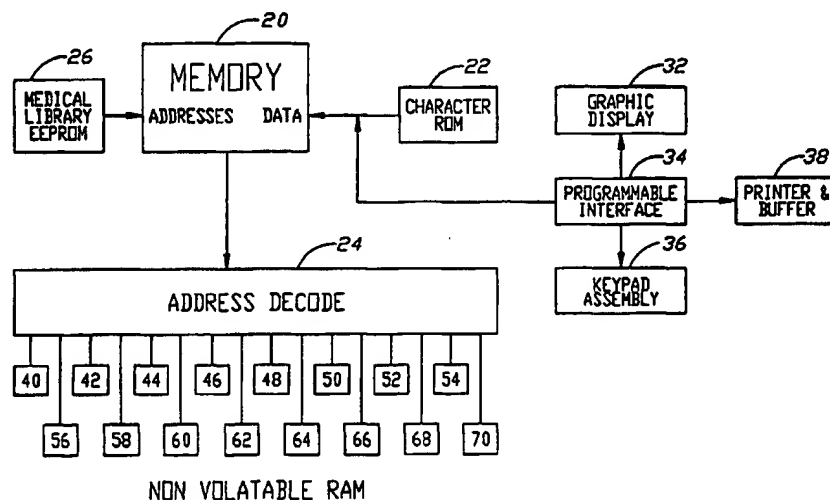 20
26
MEMORY
22
32
MEDICAL
LIBRARY
EEPROM
ADDRESSES DATA
CHARACTER
ROM
GRAPHIC
DISPLAY
34
38
PROGRAMMABLE
INTERFACE
PRINTER &
BUFFER
36
KEYPAD
ASSEMBLY
24
ADDRESS DECODE
40 42 44 46 48 50 52 54
56 58 60 62 64 66 68 70
NON VOLATABLE RAM